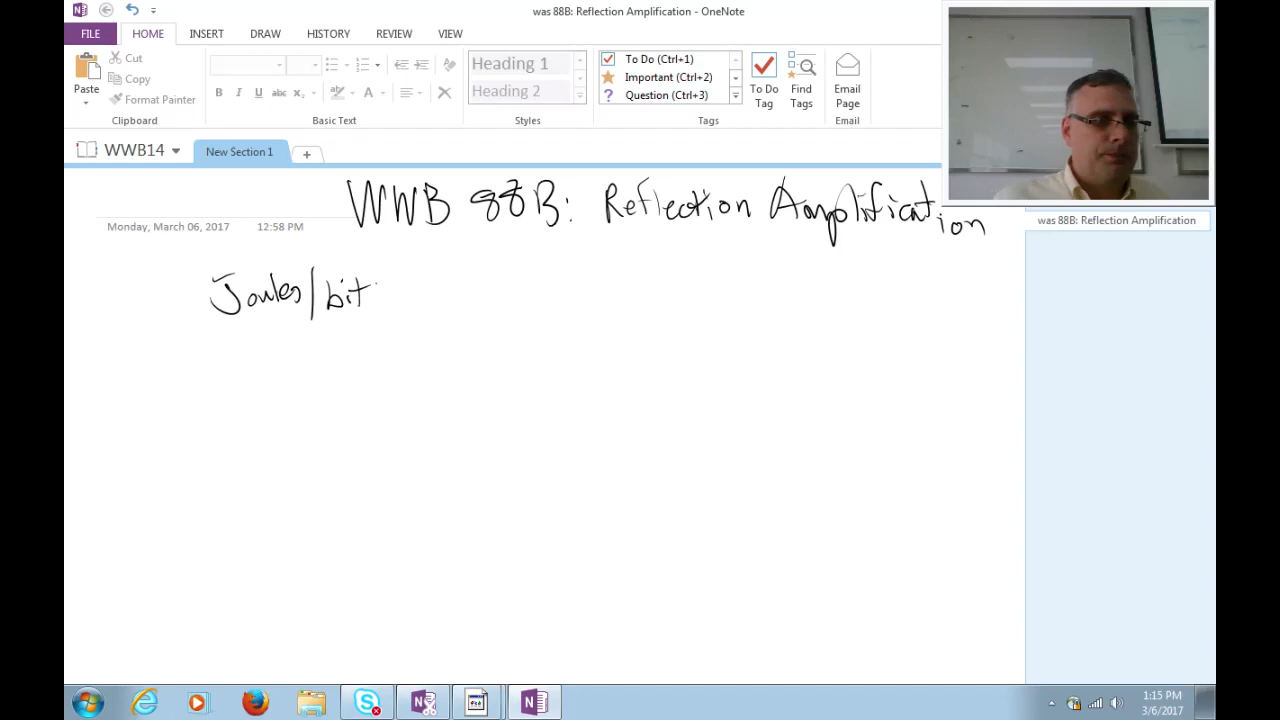 was 88B: Reflection Amplification - OneNote
FILE HOME INSERT DRAW HISTORY REVIEW VIEW
Paste
Cut
Copy
Format Painter
Clipboard
B I U abc X₂ A
Basic Text
Heading 1
Heading 2
Styles
To Do (Ctrl+1)
Important (Ctrl+2)
? Question (Ctrl+3)
To Do Tag
Find Tags
Tags
Email Page
Email
WWB14 New Section 1 +
WWB 88B: Reflection Amplification
was 88B: Reflection Amplification
Monday, March 06, 2017 12:58 PM
Joules/bit
1:15 PM
3/6/2017